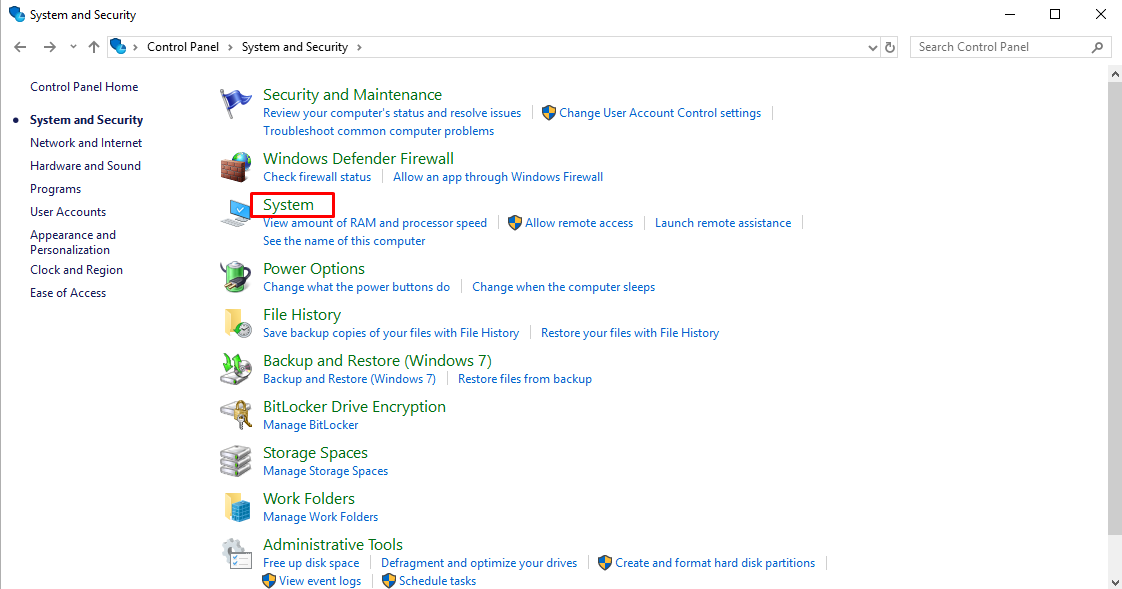 System and Security
Control Panel > System and Security >
Search Control Panel
Control Panel Home
System and Security
Network and Internet
Hardware and Sound
Programs
User Accounts
Appearance and
Personalization
Clock and Region
Ease of Access
Security and Maintenance
Review your computer's status and resolve issues
Change User Account Control settings
Troubleshoot common computer problems
Windows Defender Firewall
Check firewall status
Allow an app through Windows Firewall
System
View amount of RAM and processor speed
Allow remote access
Launch remote assistance
See the name of this computer
Power Options
Change what the power buttons do
Change when the computer sleeps
File History
Save backup copies of your files with File History
Restore your files with File History
Backup and Restore (Windows 7)
Backup and Restore (Windows 7)
Restore files from backup
BitLocker Drive Encryption
Manage BitLocker
Storage Spaces
Manage Storage Spaces
Work Folders
Manage Work Folders
Administrative Tools
Free up disk space
Defragment and optimize your drives
Create and format hard disk partitions
View event logs
Schedule tasks